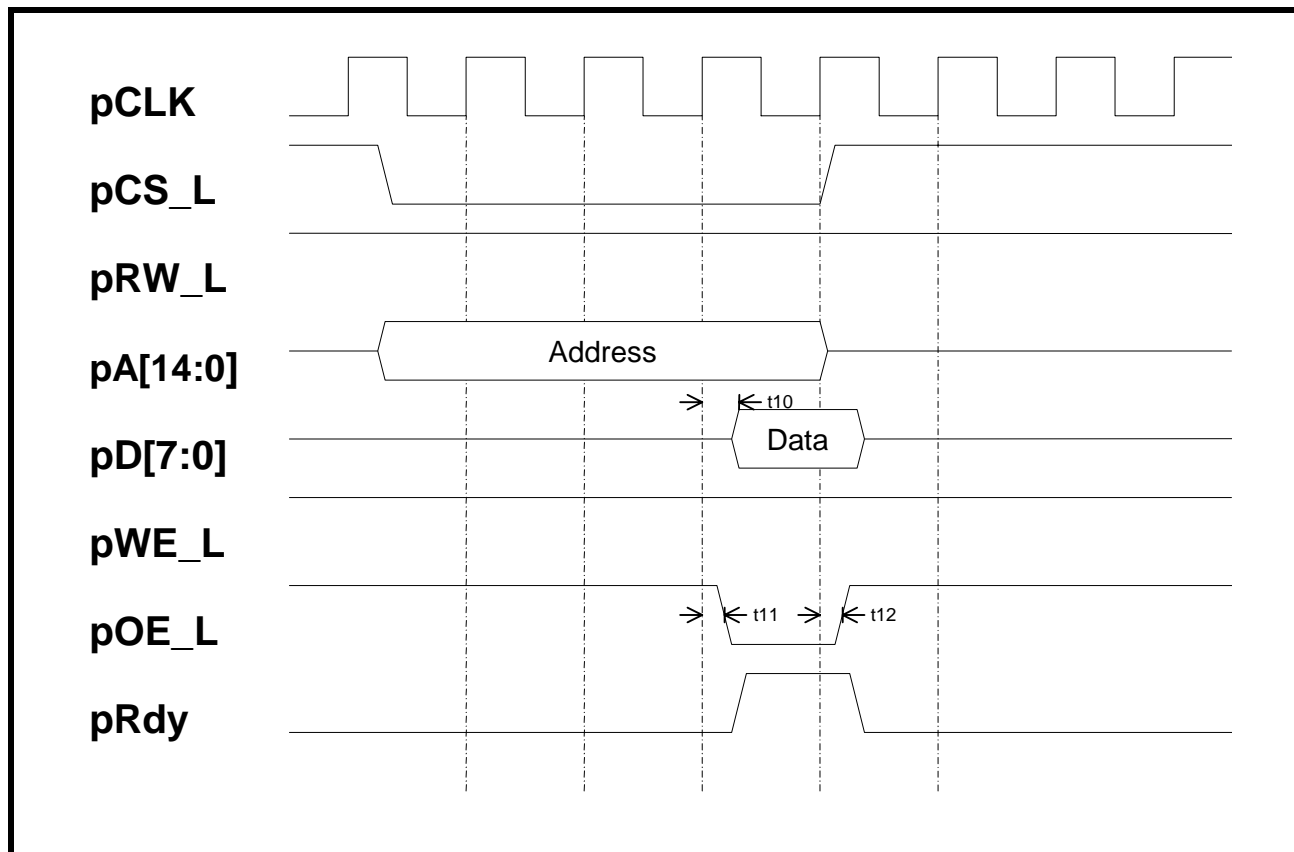 pCLK
pCS_L
pRW_L
pA[14:0]
Address
t10
pD[7:0]
Data
pWE_L
pOE_L
t11
t12
pRdy